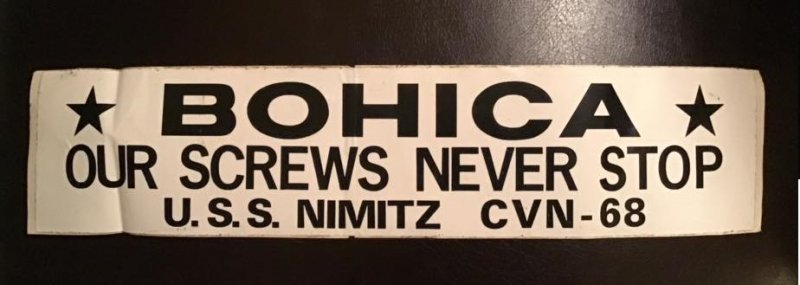 ★ BOHICA ★
OUR SCREWS NEVER STOP
U.S.S. NIMITZ CVN-68